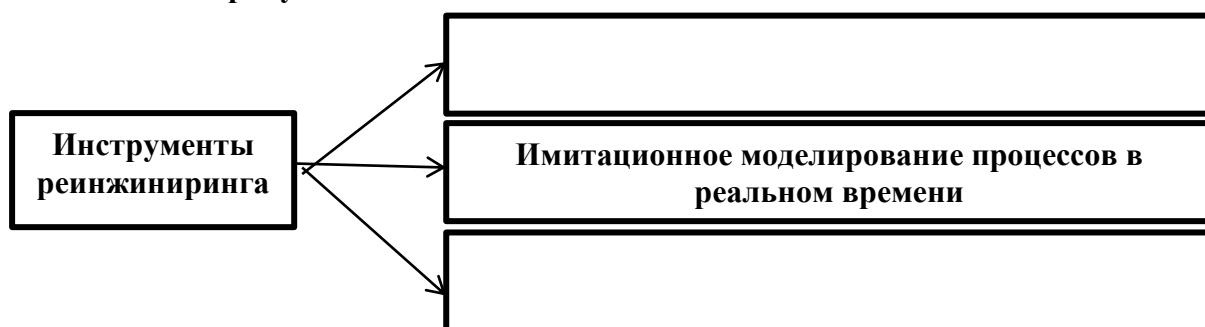 Инструменты
реинжиниринга
Имитационное моделирование процессов в
реальном времени